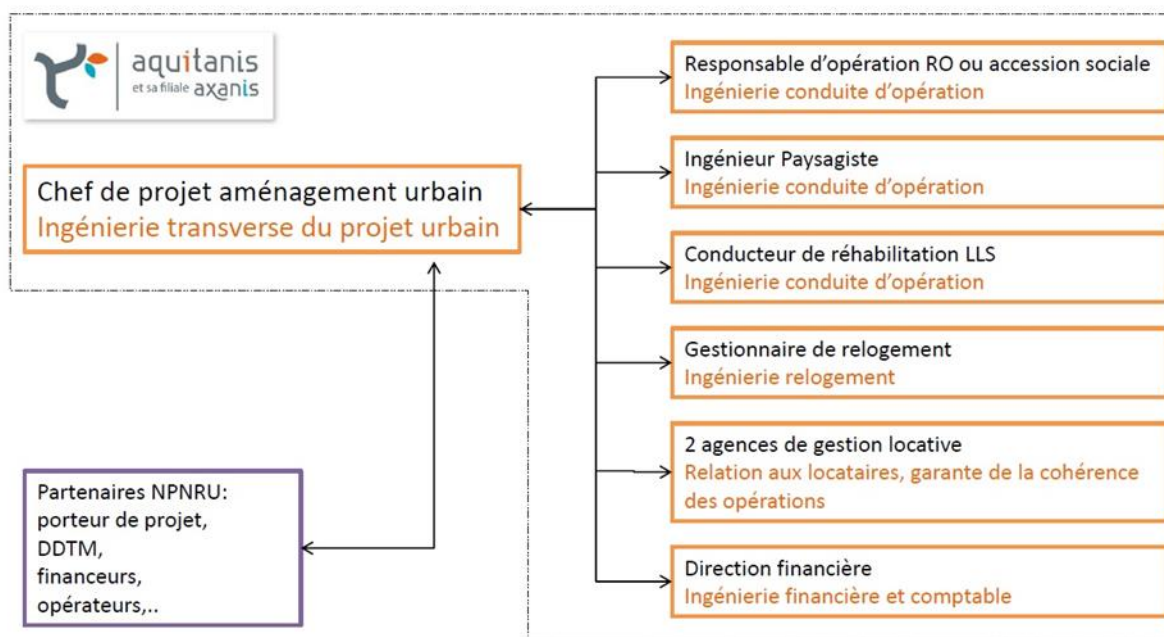 aquitanis
et sa filiale axanis
Chef de projet aménagement urbain
Ingénierie transverse du projet urbain
Partenaires NPNRU:
porteur de projet,
DDTM,
financeurs,
opérateurs,..
Responsable d'opération RO ou accession sociale
Ingénierie conduite d'opération
Ingénieur Paysagiste
Ingénierie conduite d'opération
Conducteur de réhabilitation LLS
Ingénierie conduite d'opération
Gestionnaire de relogement
Ingénierie relogement
2 agences de gestion locative
Relation aux locataires, garante de la cohérence
des opérations
Direction financière
Ingénierie financière et comptable